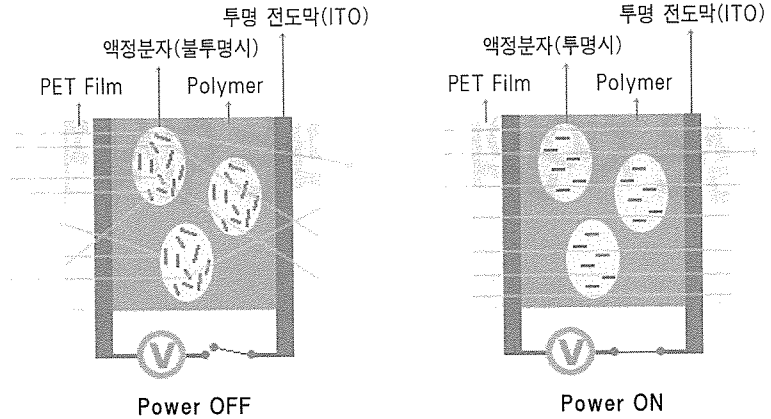 투명 전도막(ITO)
액정분자(불투명시)
PET Film
Polymer
V
Power OFF
투명 전도막(ITO)
액정분자(투명시)
PET Film
Polymer
V
Power ON